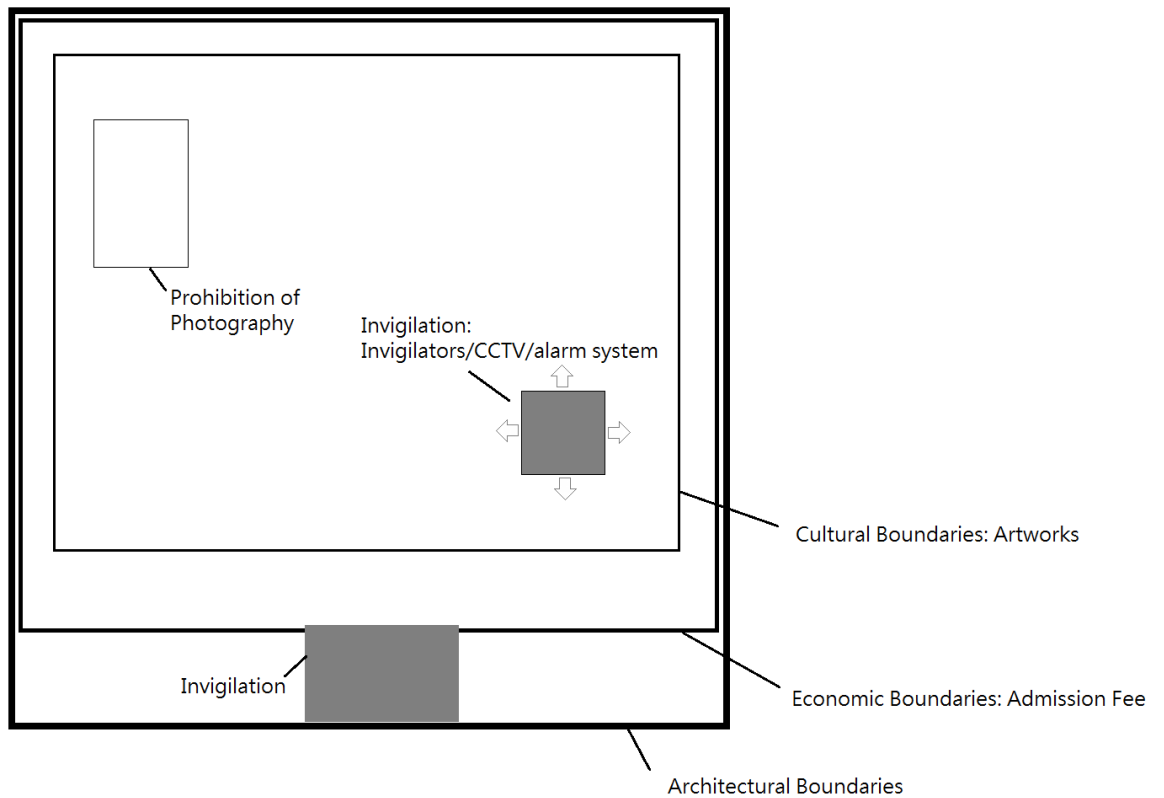 Prohibition of
Photography
Invigilation:
Invigilators/CCTV/alarm system
Cultural Boundaries: Artworks
Invigilation
Economic Boundaries: Admission Fee
Architectural Boundaries